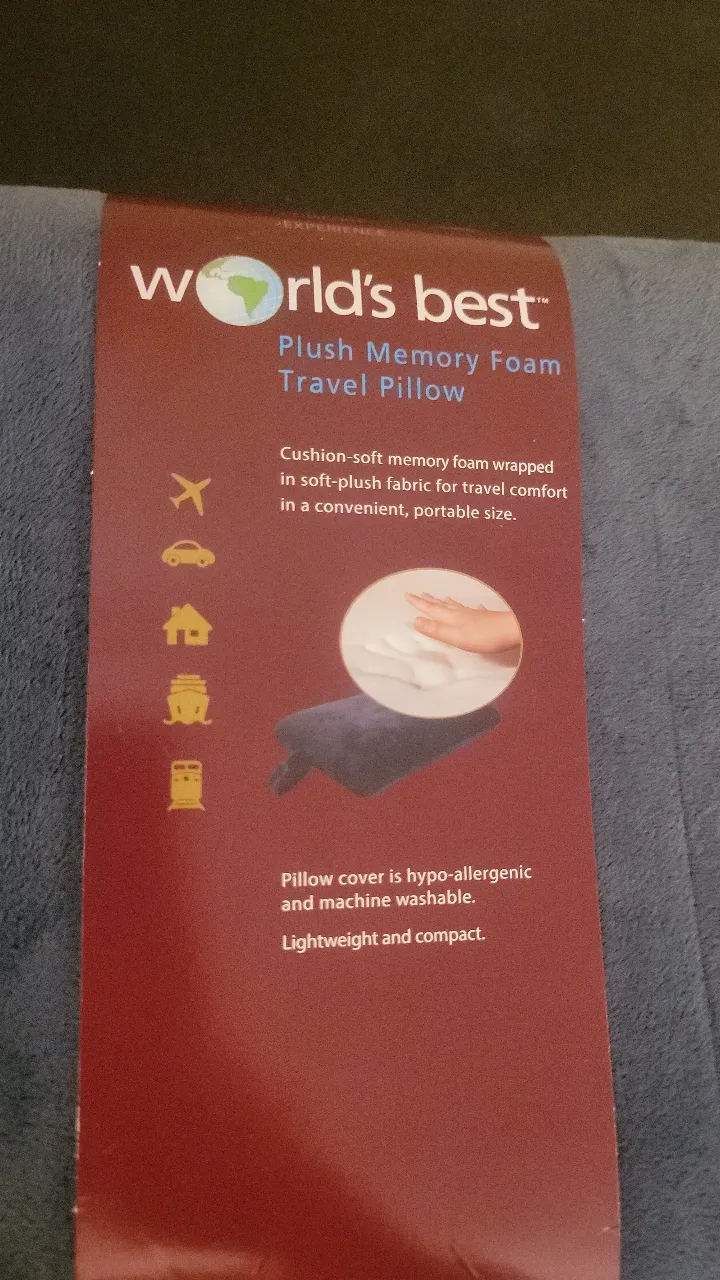 EXPERIENCE
world's best™
Plush Memory Foam
Travel Pillow
Cushion-soft memory foam wrapped
in soft-plush fabric for travel comfort
in a convenient, portable size.
Pillow cover is hypo-allergenic
and machine washable.
Lightweight and compact.